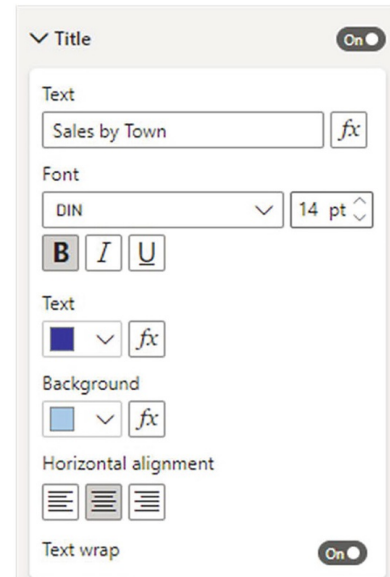 Title On
Text
Sales by Town fx
Font
DIN 14 pt
B I U
Text
fx
Background
fx
Horizontal alignment
Text wrap On